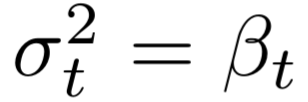 σ_t^2 = β_t